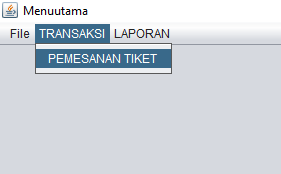 Menuutama
File TRANSAKSI LAPORAN
PEMESANAN TIKET